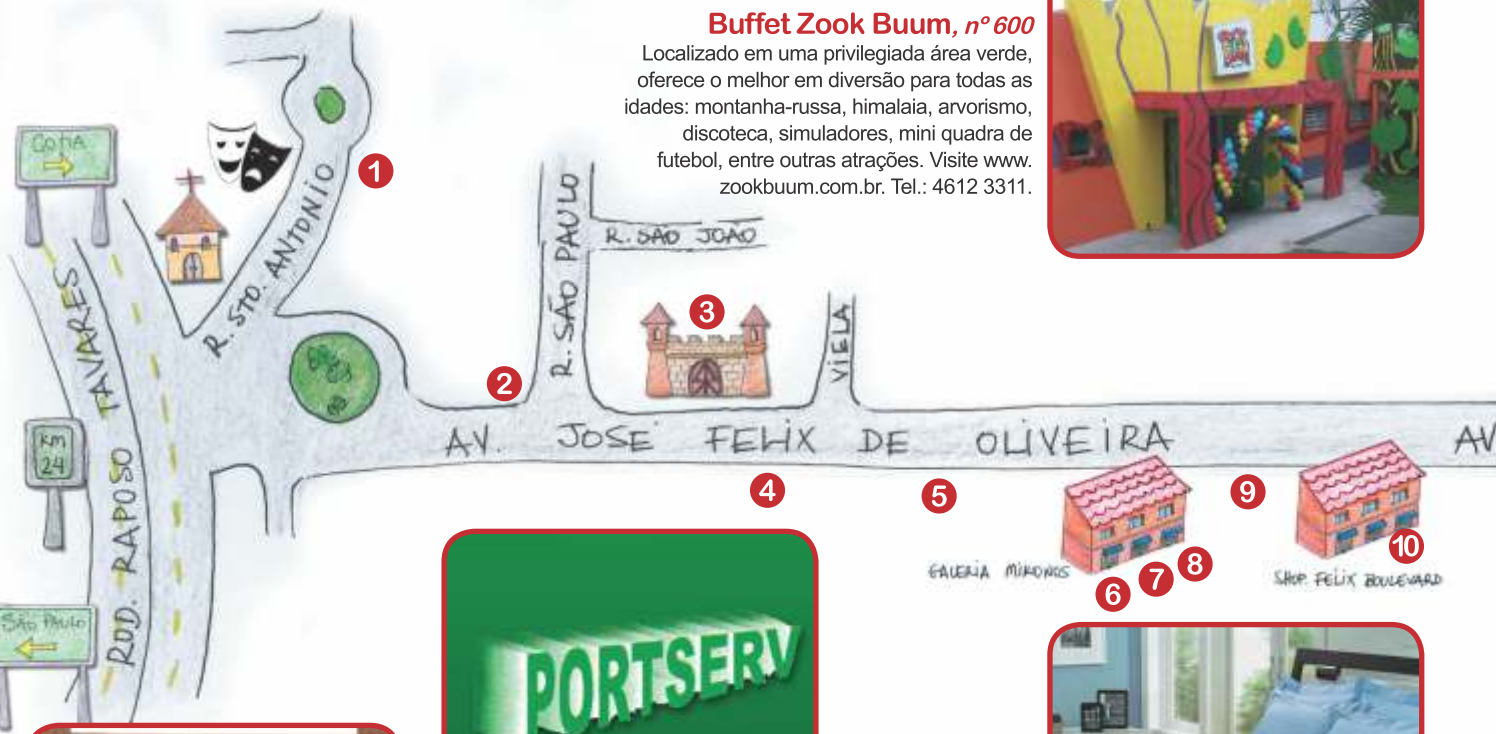 Buffet Zook Buum, nº 600
Localizado em uma privilegiada área verde,
oferece o melhor em diversão para todas as
idades: montanha-russa, himalaia, arvorismo,
discoteca, simuladores, mini quadra de
futebol, entre outras atrações. Visite www.
zookbuum.com.br. Tel.: 4612 3311.
COTIA
1
R. STO. ANTONIO
R. SÃO PAULO
R. SÃO JOÃO
3
VIELA
2
ROD. RAPOSO TAVARES
KM
24
AV. JOSÉ FELIX DE OLIVEIRA
AV
4
5
9
10
GALERIA MIKONOS
6
7
8
SHOP. FELIX BOULEVARD
SÃO PAULO
PORTSERV